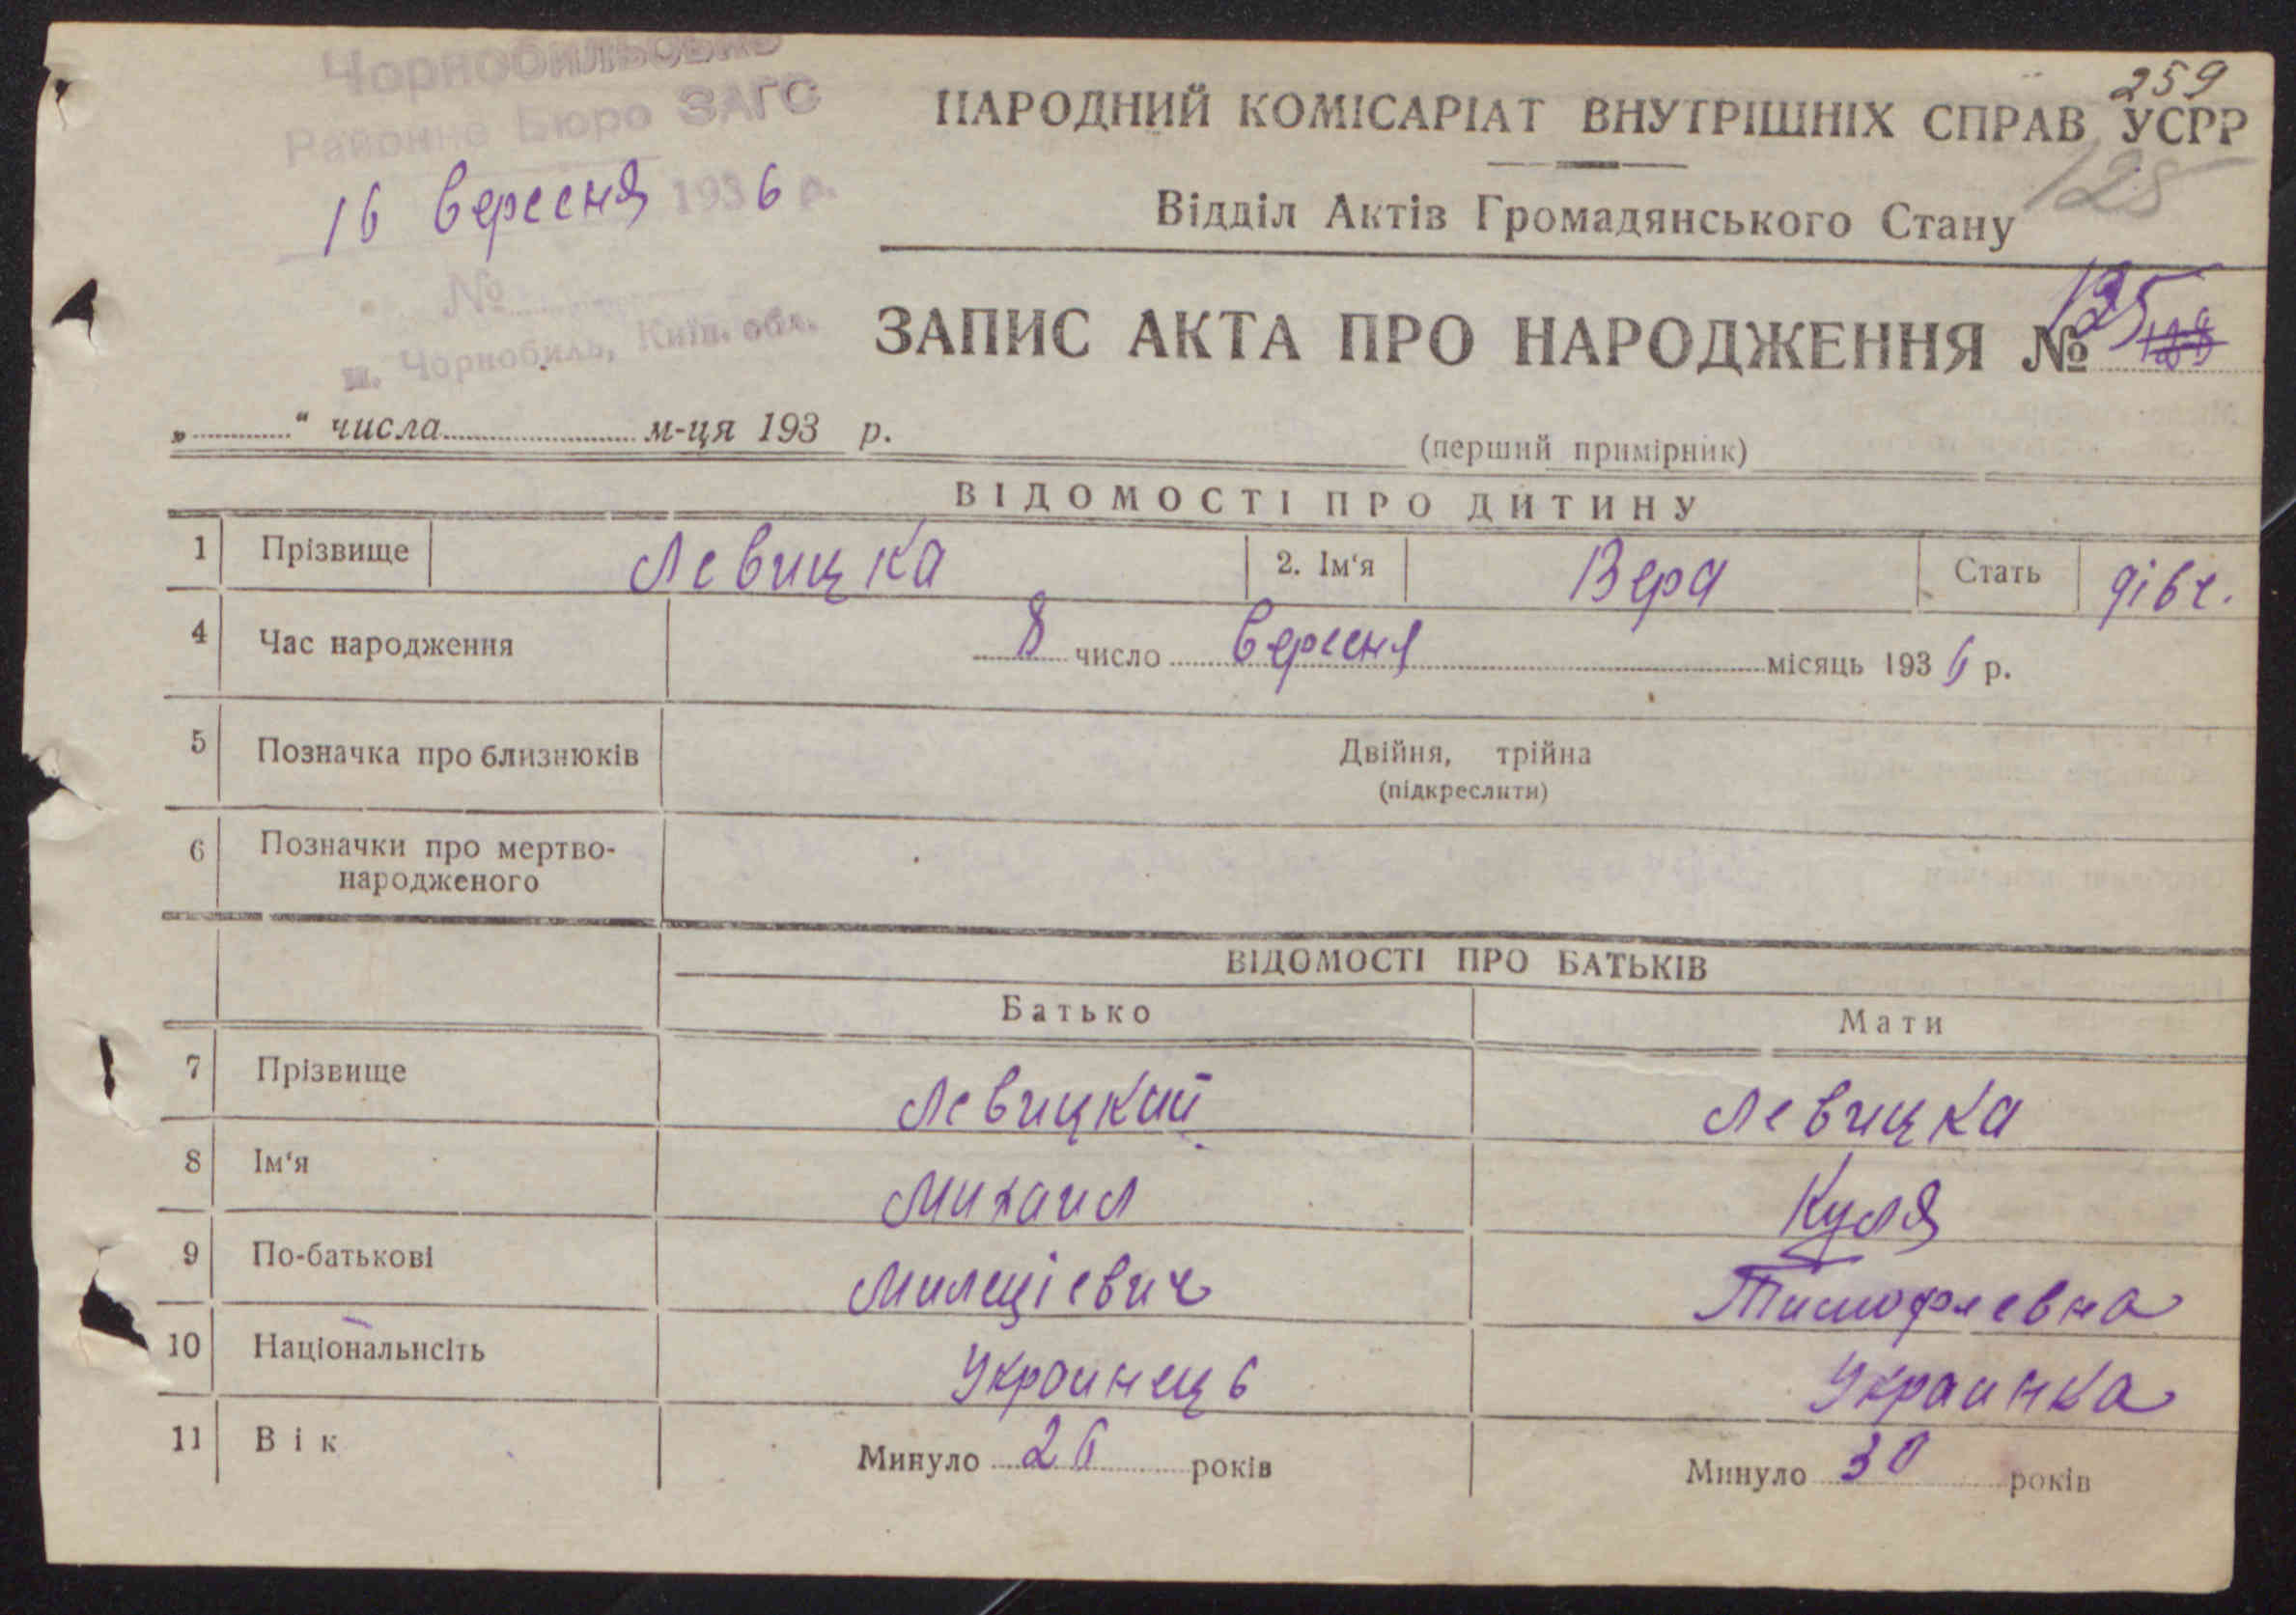 259
Чорнобильське
Районне Бюро ЗАГС
16 вересня 1936 р.
№
м. Чорнобиль, Київ. обл.
НАРОДНИЙ КОМІСАРІАТ ВНУТРІШНІХ СПРАВ УСРР
128
Відділ Актів Громадянського Стану
ЗАПИС АКТА ПРО НАРОДЖЕННЯ № 125
„ “ числа м-ця 193 р.
(перший примірник)
ВІДОМОСТІ ПРО ДИТИНУ
1 Прізвище Левицка 2. Ім‘я Вера Стать дівч.
4 Час народження 8 число вересня місяць 1936 р.
5 Позначка про близнюків Двійня, трійна
(підкреслити)
6 Позначки про мертво-
народженого
ВІДОМОСТІ ПРО БАТЬКІВ
Батько Мати
7 Прізвище Левицкий Левицка
8 Ім‘я Михаил Куля
9 По-батькові Тимофеевна
10 Національнсіть Украинець Украинка
11 Вік Минуло 26 років Минуло 30 років